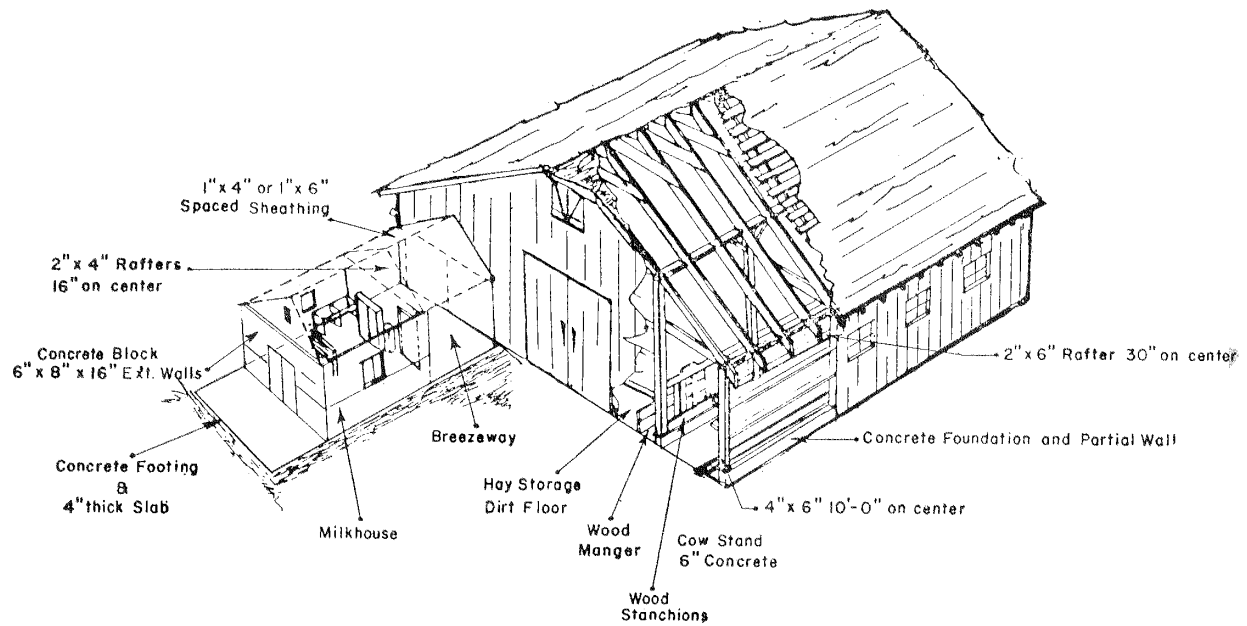 1"x 4" or 1"x 6"
Spaced Sheathing
2"x 4" Rafters
16" on center
Concrete Block
6"x 8"x 16" Ext. Walls
Concrete Footing
&
4" thick Slab
Milkhouse
Breezeway
Hay Storage
Dirt Floor
Wood
Manger
Cow Stand
6" Concrete
Wood
Stanchions
2"x 6" Rafter 30" on center
Concrete Foundation and Partial Wall
4"x 6" 10'-0" on center